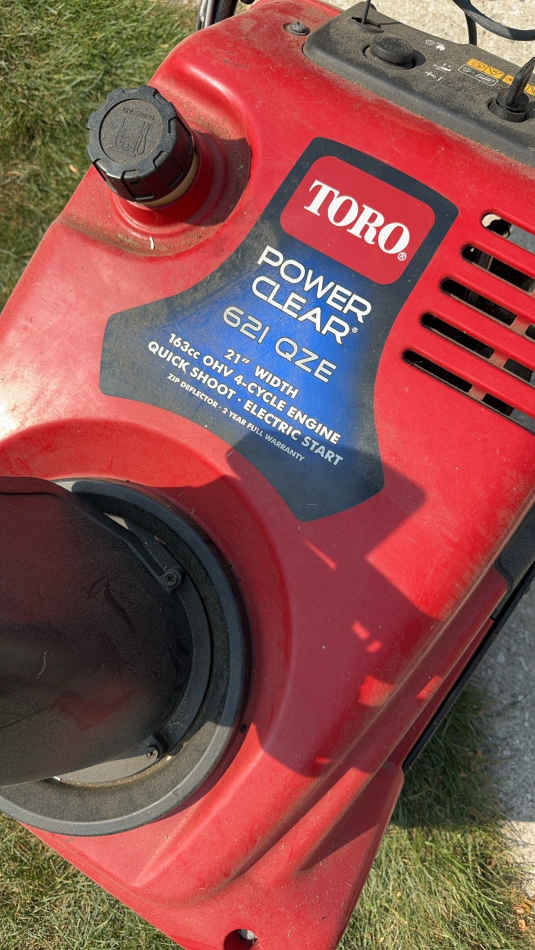 TORO®
POWER
CLEAR®
621 QZE
21" WIDTH
163cc OHV 4-CYCLE ENGINE
QUICK SHOOT · ELECTRIC START
ZIP DEFLECTOR · 2 YEAR FULL WARRANTY